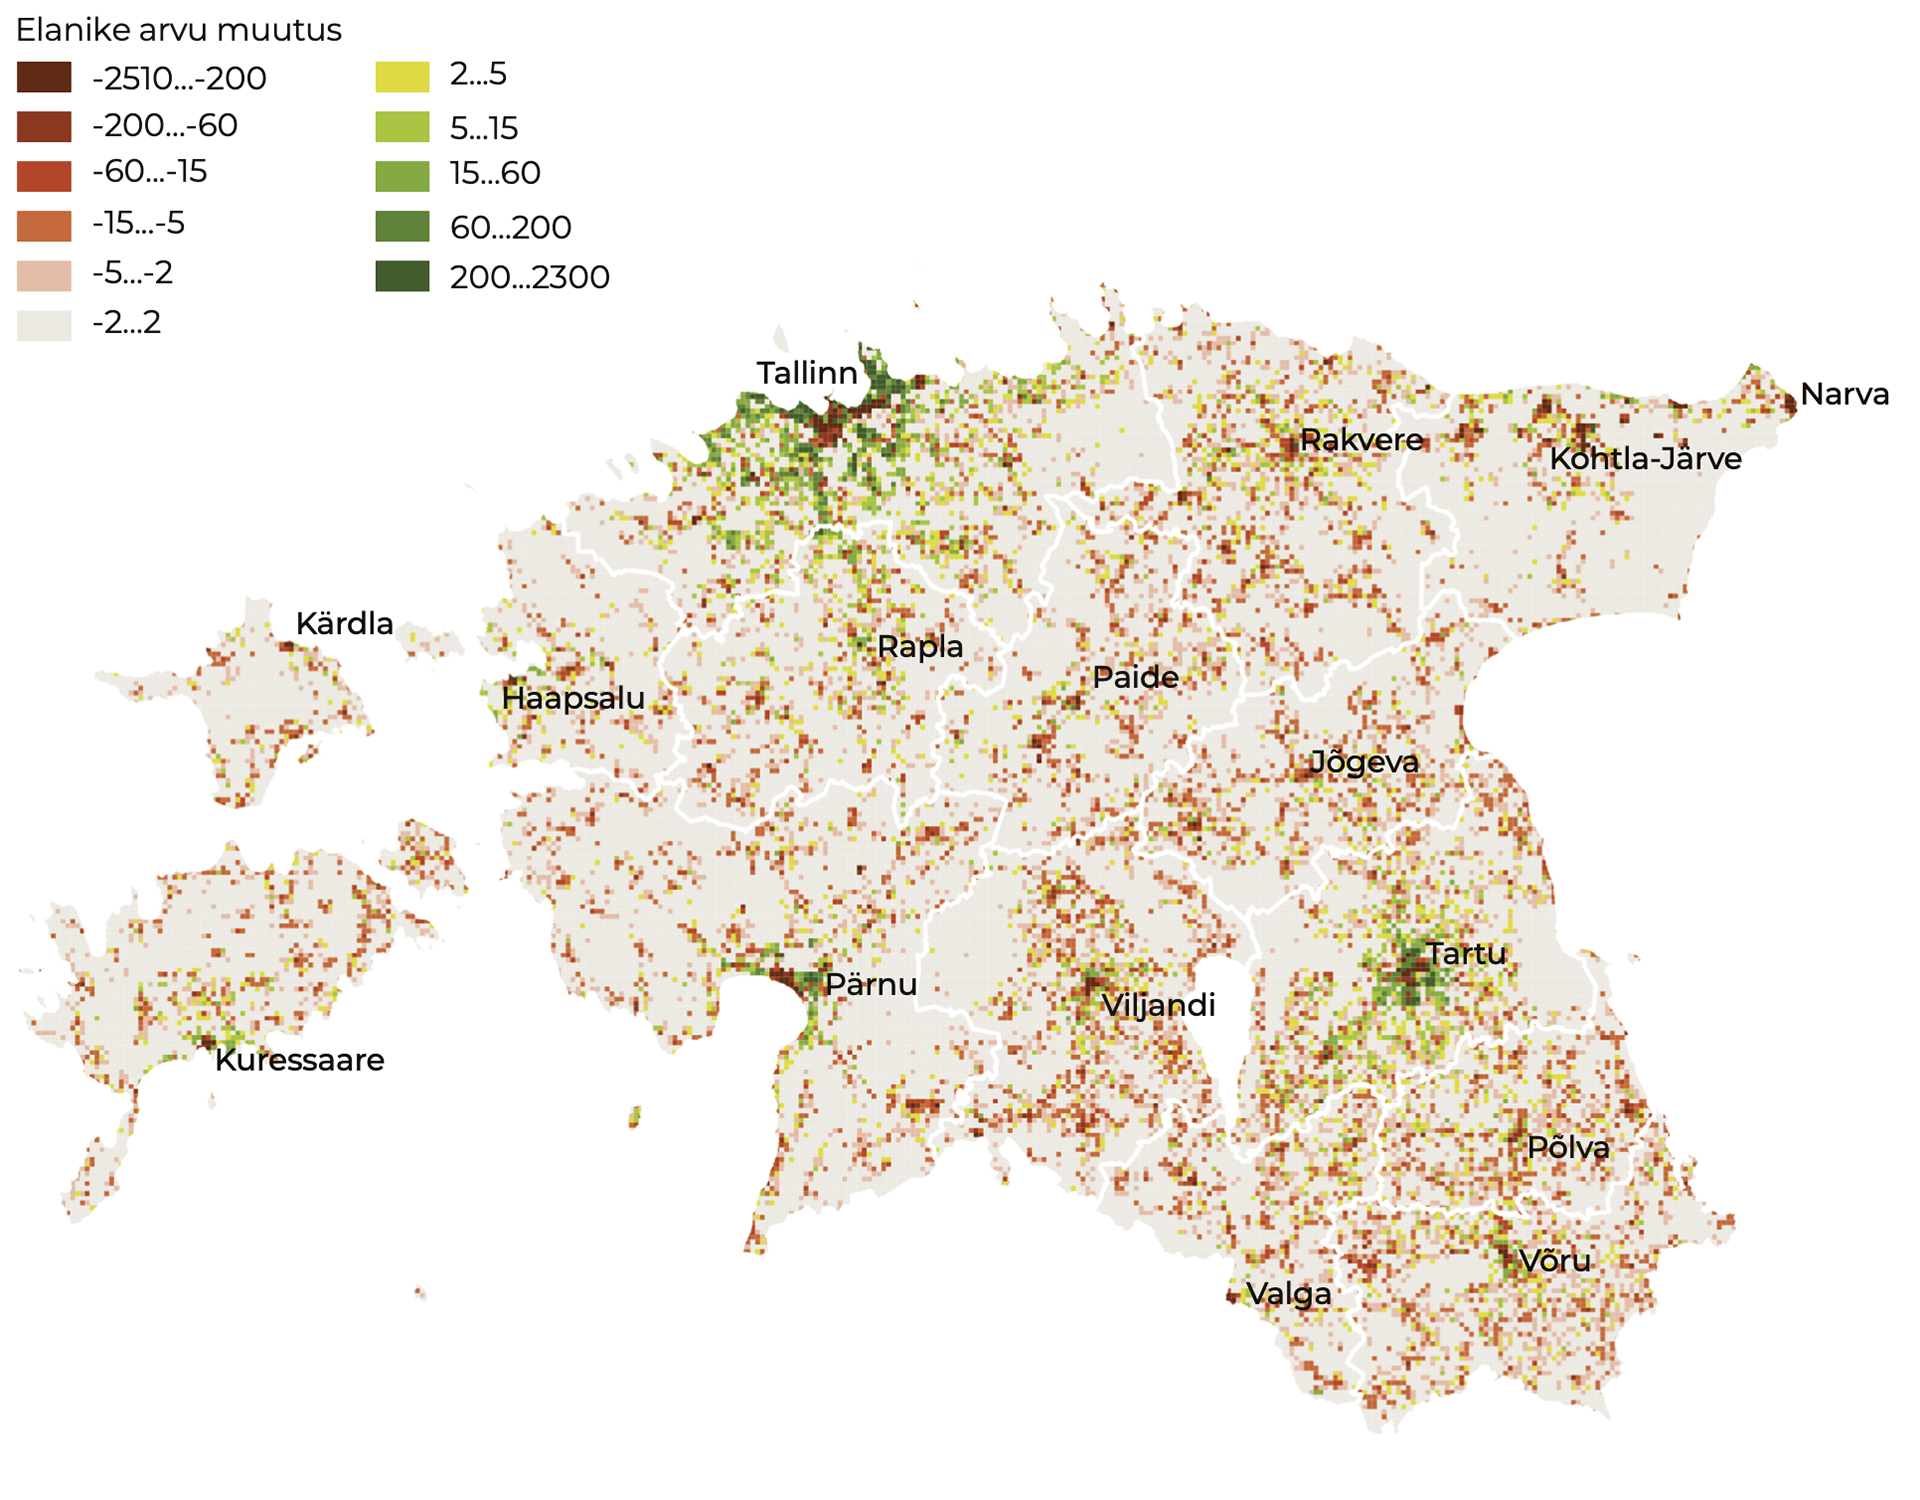 Elanike arvu muutus
-2510...-200
-200...-60
-60...-15
-15...-5
-5...-2
-2...2
2...5
5...15
15...60
60...200
200...2300
Tallinn
Narva
Rakvere
Kohtla-Järve
Kärdla
Rapla
Paide
Haapsalu
Jõgeva
Tartu
Pärnu
Viljandi
Kuressaare
Põlva
Võru
Valga